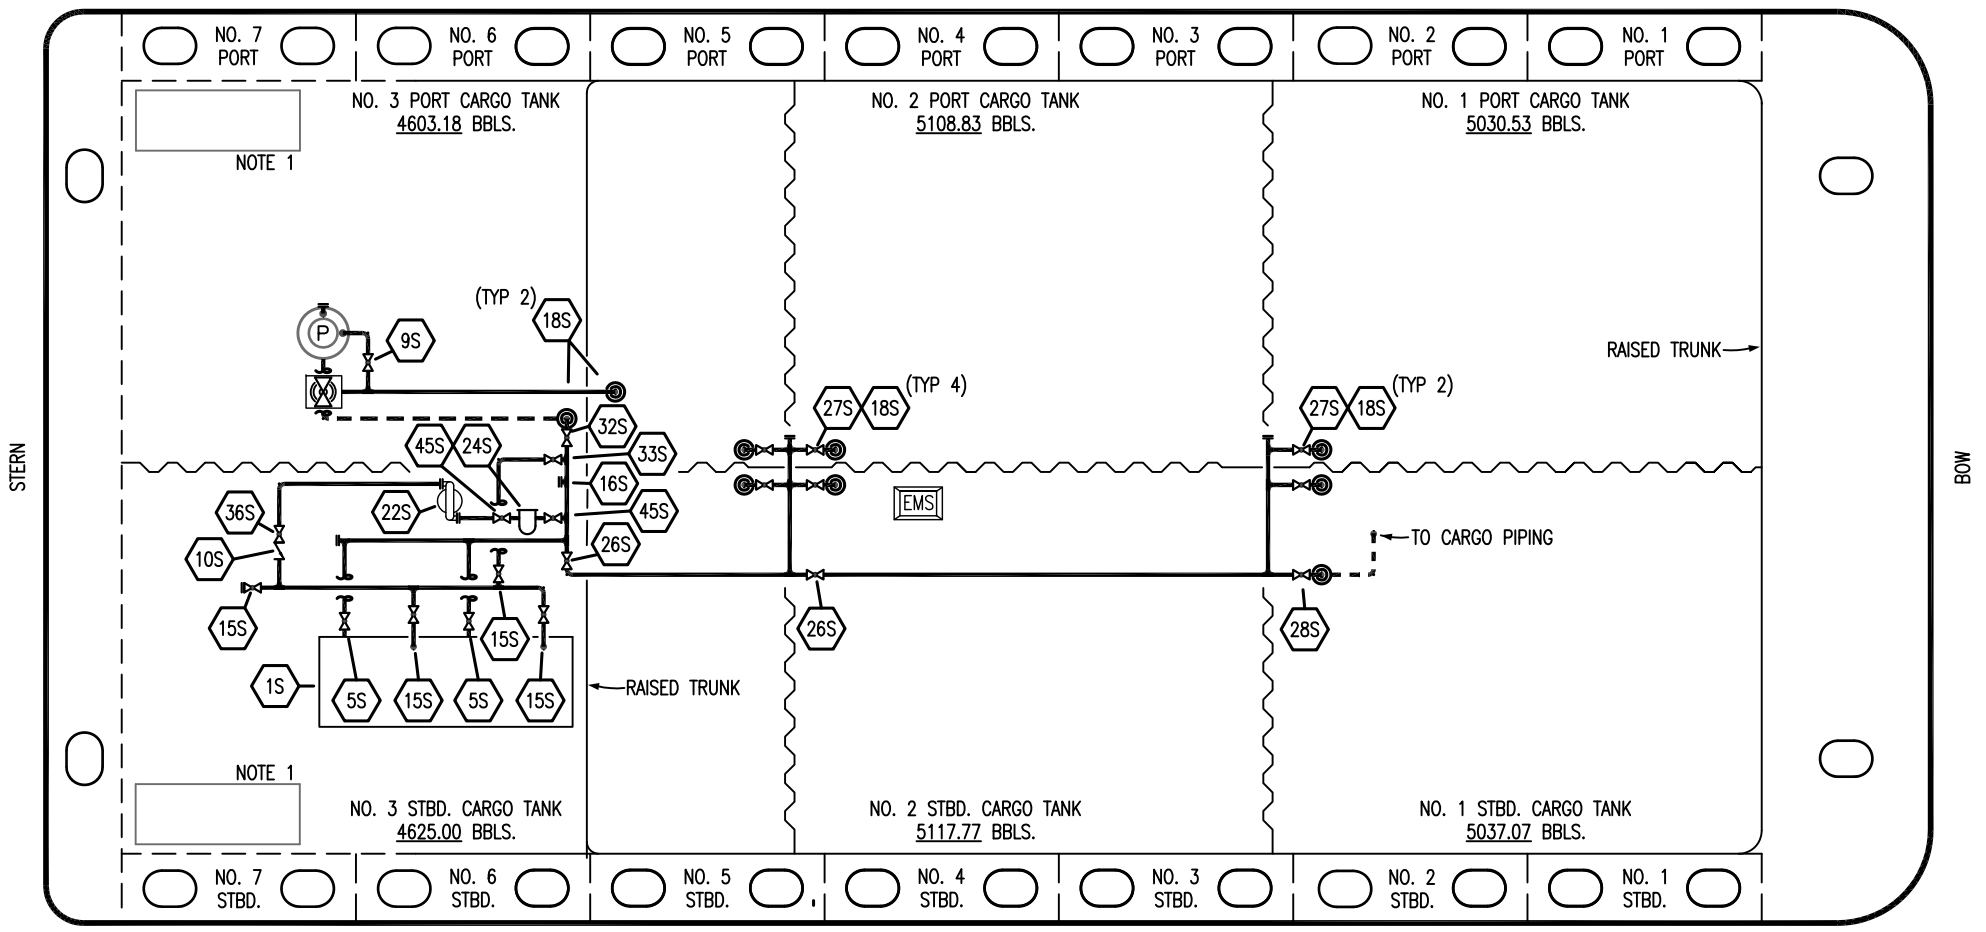 NO. 7
PORT
NO. 6
PORT
NO. 5
PORT
NO. 4
PORT
NO. 3
PORT
NO. 2
PORT
NO. 1
PORT
NO. 3 PORT CARGO TANK
4603.18 BBLS.
NO. 2 PORT CARGO TANK
5108.83 BBLS.
NO. 1 PORT CARGO TANK
5030.53 BBLS.
NOTE 1
(TYP 2)
18S
P
9S
RAISED TRUNK
27S
18S
(TYP 4)
27S
18S
(TYP 2)
32S
45S
24S
33S
STERN
BOW
16S
22S
36S
45S
EMS
26S
10S
TO CARGO PIPING
15S
15S
26S
28S
1S
5S
15S
5S
15S
RAISED TRUNK
NOTE 1
NO. 3 STBD. CARGO TANK
4625.00 BBLS.
NO. 2 STBD. CARGO TANK
5117.77 BBLS.
NO. 1 STBD. CARGO TANK
5037.07 BBLS.
NO. 7
STBD.
NO. 6
STBD.
NO. 5
STBD.
NO. 4
STBD.
NO. 3
STBD.
NO. 2
STBD.
NO. 1
STBD.